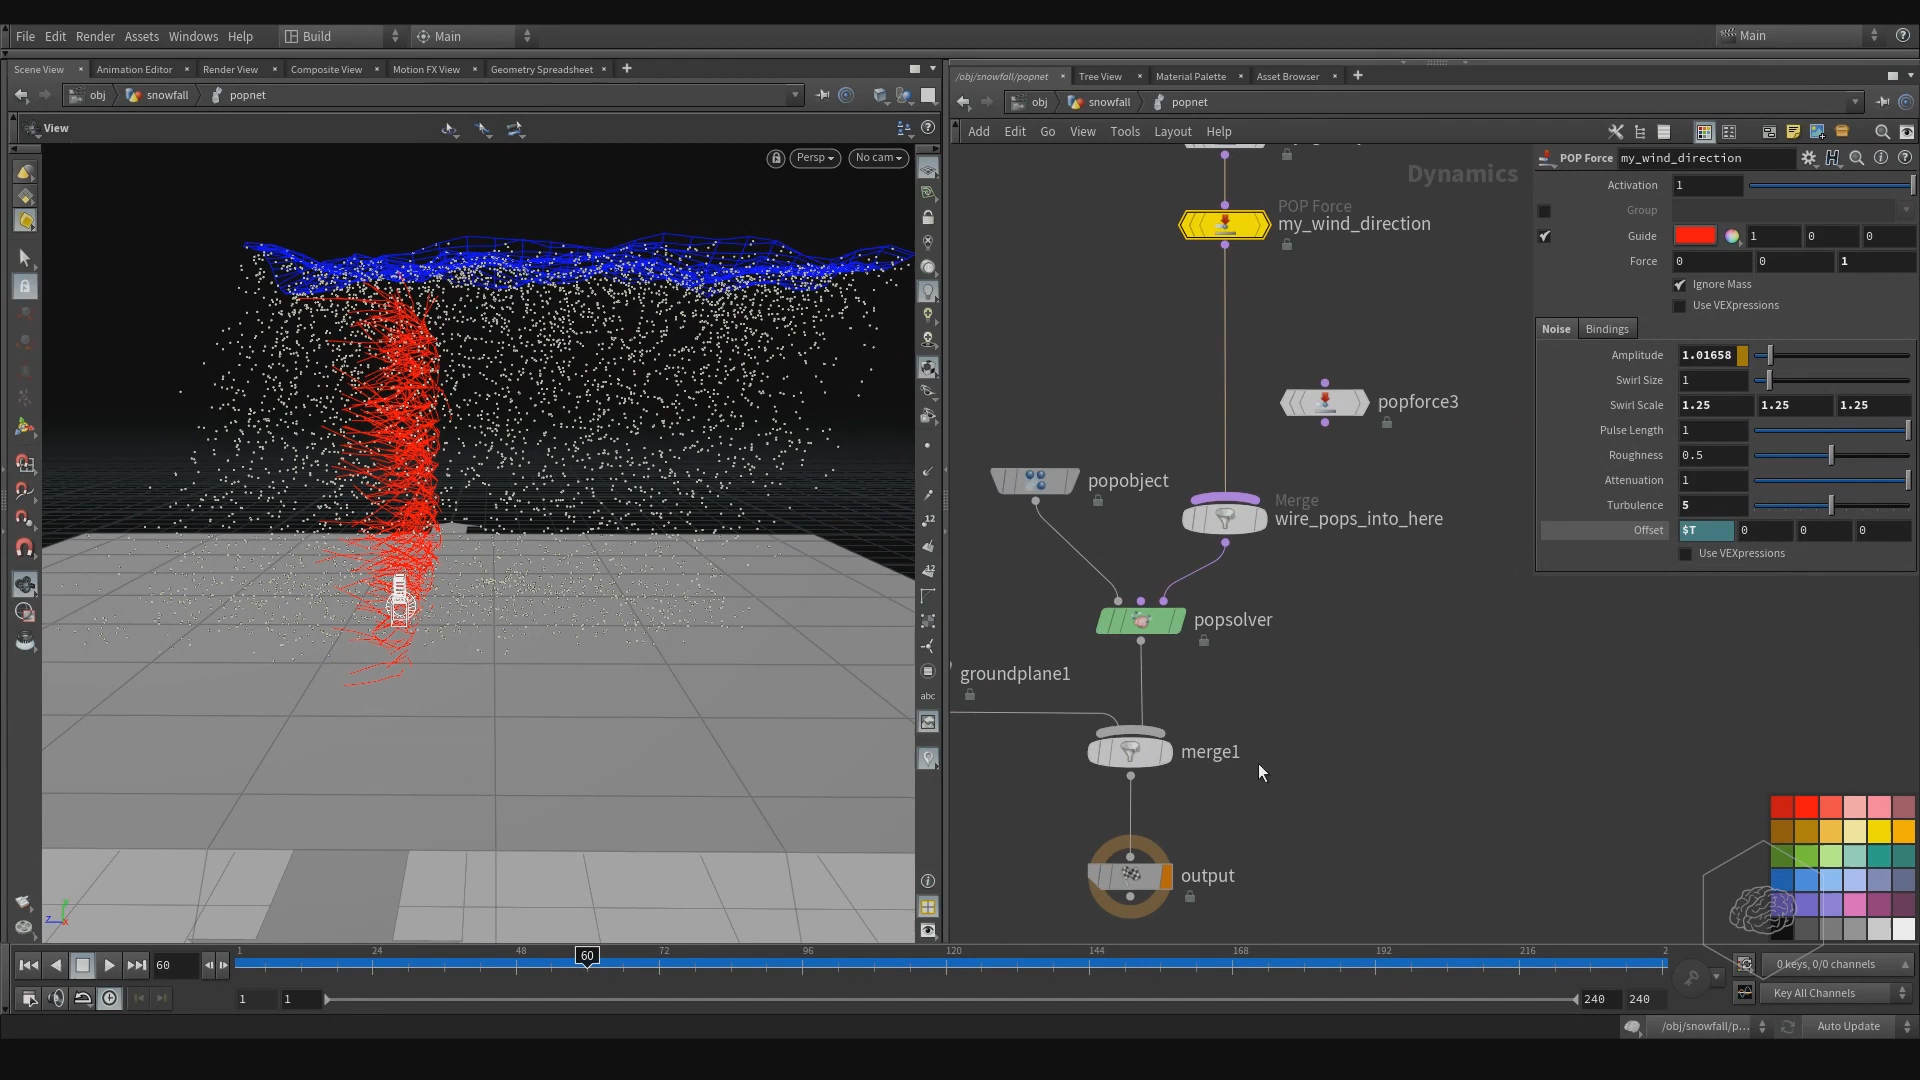 File Edit Render Assets Windows Help Build Main Main
Scene View Animation Editor Render View Composite View Motion FX View Geometry Spreadsheet
obj snowfall popnet
View
Persp No cam
12
12
abc
z
y
x
/obj/snowfall/popnet Tree View Material Palette Asset Browser
obj snowfall popnet
Add Edit Go View Tools Layout Help
Dynamics
POP Force
my_wind_direction
popforce3
popobject
Merge
wire_pops_into_here
popsolver
groundplane1
merge1
output
POP Force my_wind_direction
Activation 1
Group
Guide 1 0 0
Force 0 0 1
Ignore Mass
Use VEXpressions
Noise Bindings
Amplitude 1.01658
Swirl Size 1
Swirl Scale 1.25 1.25 1.25
Pulse Length 1
Roughness 0.5
Attenuation 1
Turbulence 5
Offset $T 0 0 0
Use VEXpressions
1 24 48 72 96 120 144 168 192 216 2
60 60
0 keys, 0/0 channels
1 1 240 240
Key All Channels
/obj/snowfall/p... Auto Update